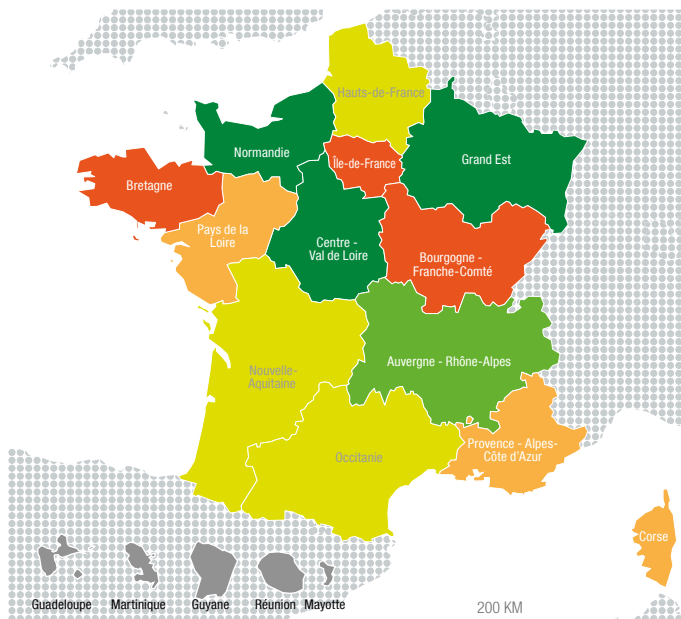 Hauts-de-France
Normandie
Île-de-France
Grand Est
Bretagne
Pays de la
Loire
Centre -
Val de Loire
Bourgogne -
Franche-Comté
Auvergne - Rhône-Alpes
Nouvelle-
Aquitaine
Provence - Alpes-
Côte d'Azur
Occitanie
Corse
Guadeloupe
Martinique
Guyane
Réunion
Mayotte
200 KM